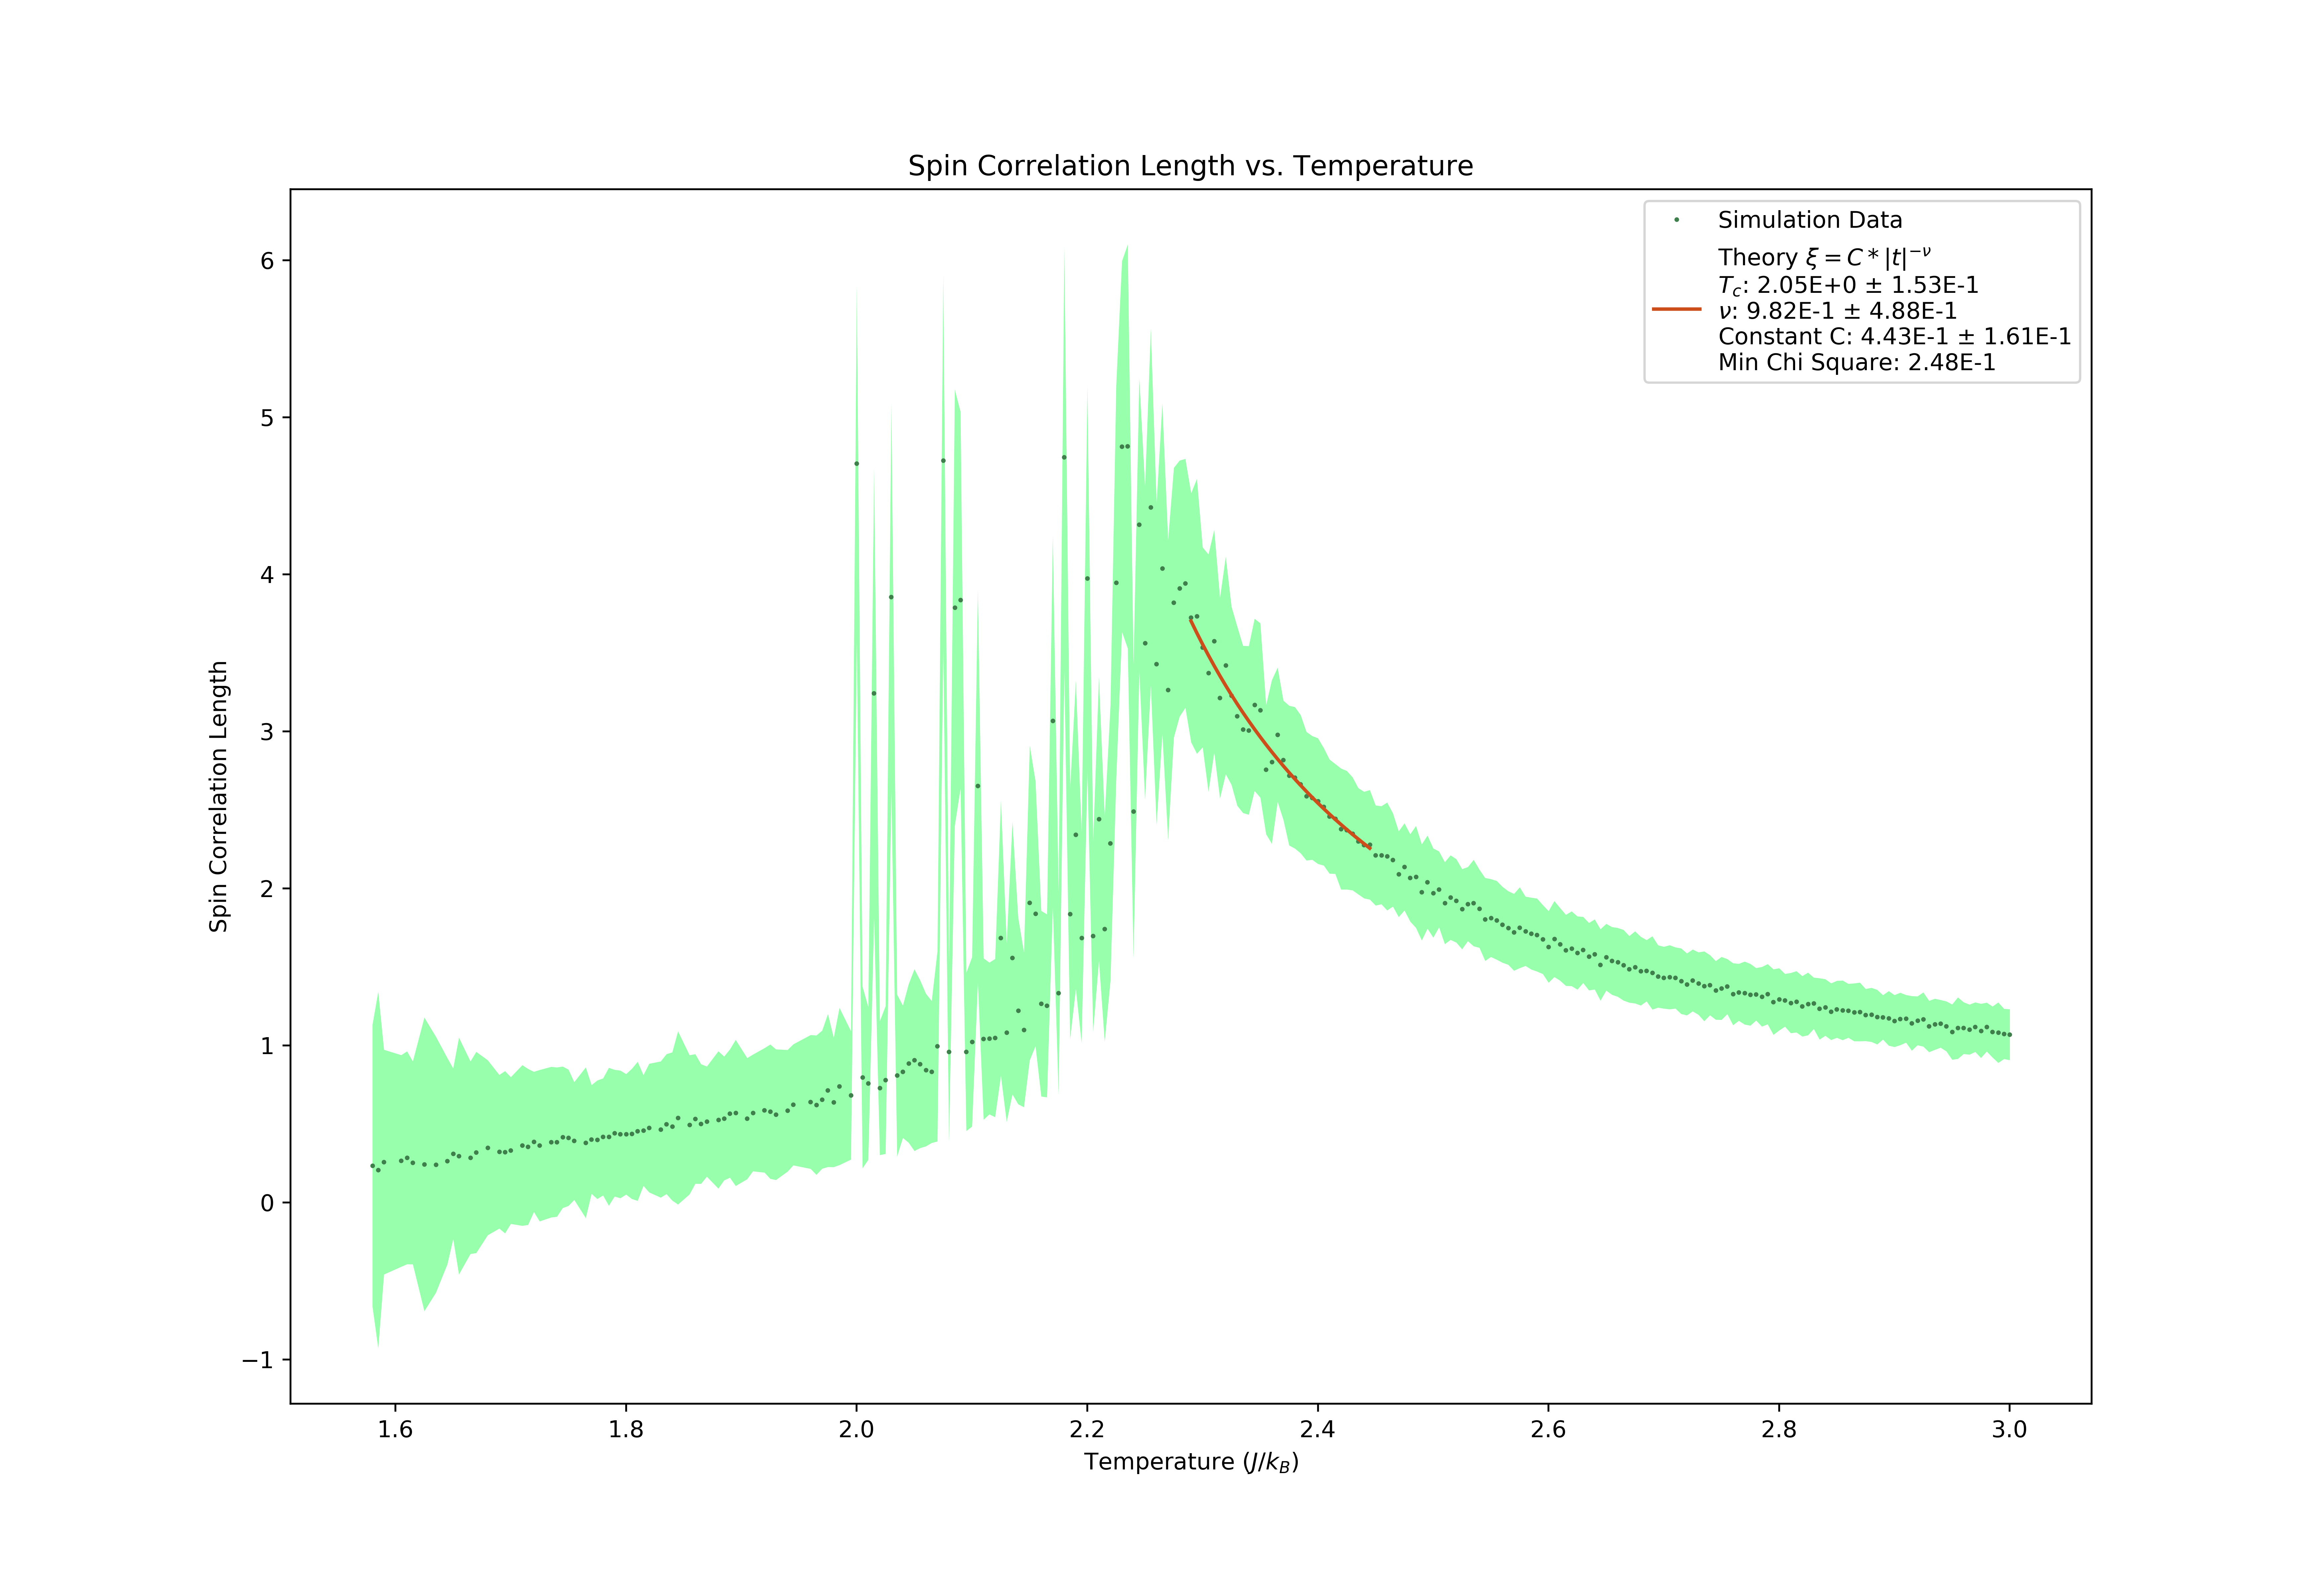 Spin Correlation Length vs. Temperature
Simulation Data
Theory ξ = C * |t|^{-ν}
T_c: 2.05E+0 ± 1.53E-1
ν: 9.82E-1 ± 4.88E-1
Constant C: 4.43E-1 ± 1.61E-1
Min Chi Square: 2.48E-1
Spin Correlation Length
6
5
4
3
2
1
0
−1
1.6 1.8 2.0 2.2 2.4 2.6 2.8 3.0
Temperature (J/k_B)